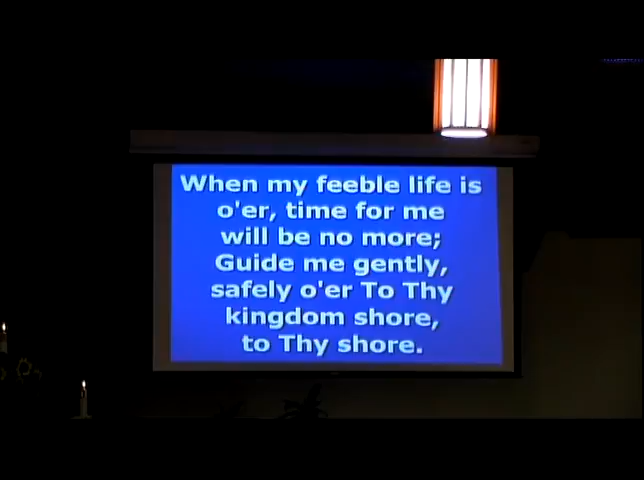 When my feeble life is
o'er, time for me
will be no more;
Guide me gently,
safely o'er To Thy
kingdom shore,
to Thy shore.